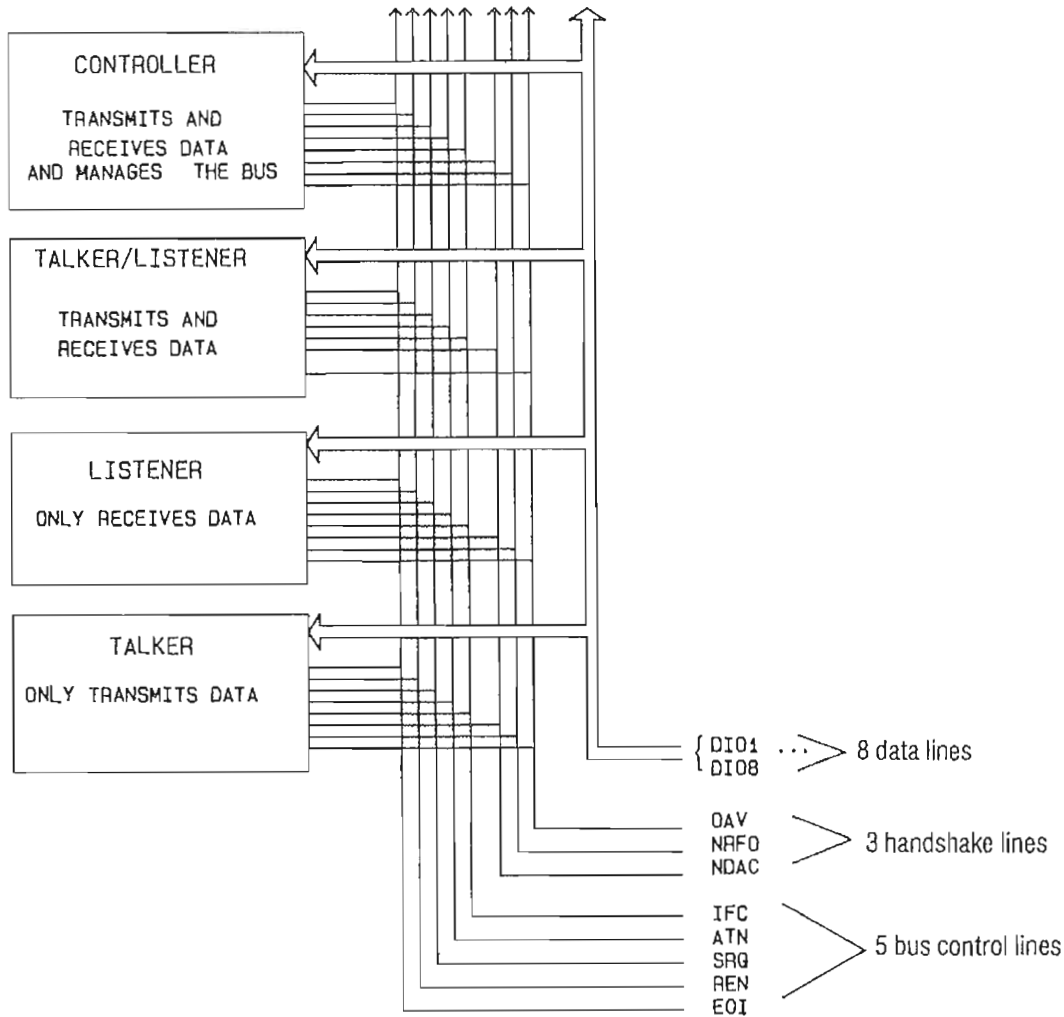 CONTROLLER
TRANSMITS AND
RECEIVES DATA
AND MANAGES THE BUS
TALKER/LISTENER
TRANSMITS AND
RECEIVES DATA
LISTENER
ONLY RECEIVES DATA
TALKER
ONLY TRANSMITS DATA
{ DIO1 ... 8 data lines
DIO8
DAV
NRFD
NDAC
3 handshake lines
IFC
ATN
SRQ
REN
EOI
5 bus control lines